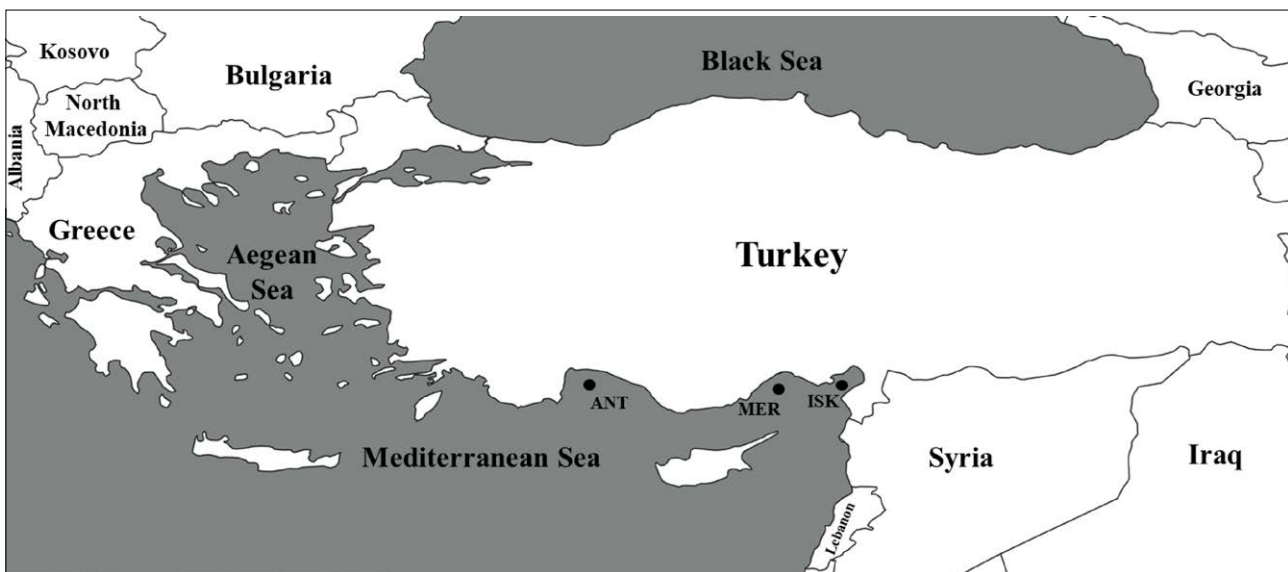 Kosovo
Bulgaria
Black Sea
Georgia
North
Macedonia
Albania
Greece
Aegean
Sea
Turkey
ANT
MER
ISK
Mediterranean Sea
Syria
Iraq
Lebanon